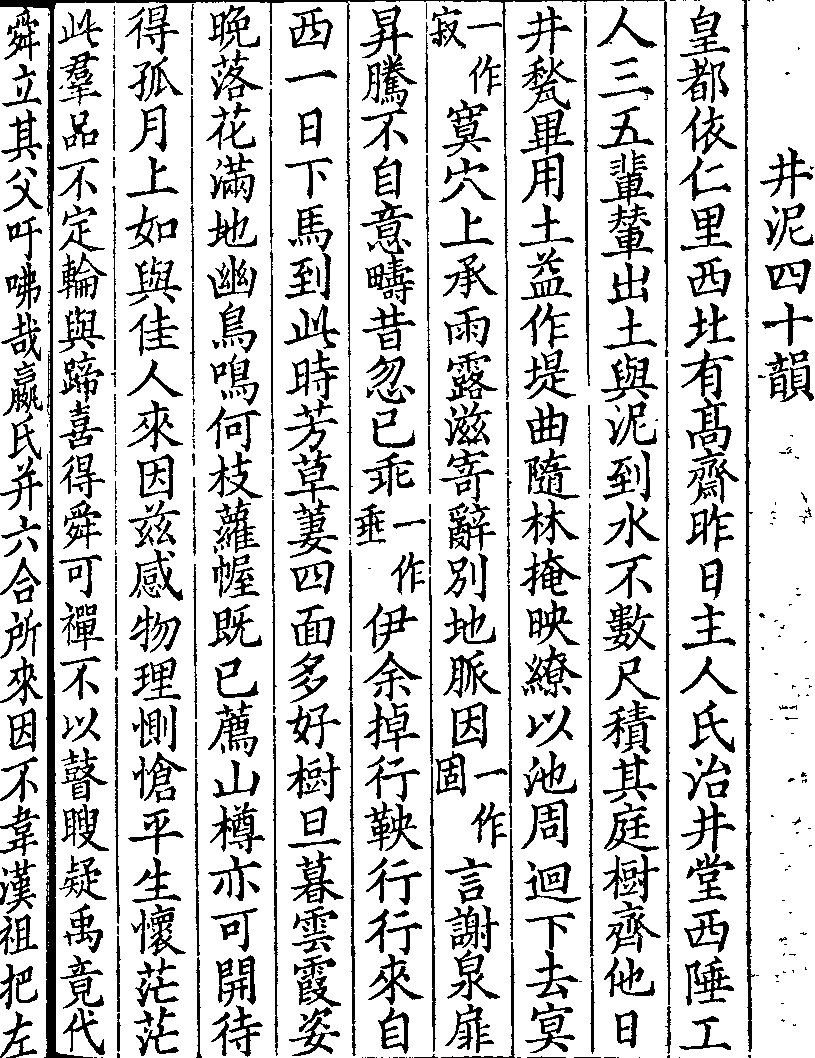 井泥四十韻
皇都依仁里西北有髙齋昨日主人氏治井堂西陲工
人三五輩輦出土與泥到水不數尺積其庭樹齊他日
井甃畢用土益作堤曲隨林掩映繚以池周迴下去寞
一作寂寞穴上承雨露滋寄辭别地脈因一作固言謝泉扉
昇騰不自意疇昔忽已乖一作垂伊余掉行鞅行行來自
西一日下馬到此時芳草萋四面多好樹旦暮雲霞姿
晚落花滿地幽鳥鳴何枝蘿幄既已薦山樽亦可開待
得孤月上如與佳人來因兹感物理惻愴平生懷茫茫
此羣品不定輪與蹄喜得舜可禪不以瞽瞍疑禹竟代
舜立其父吁咈哉嬴氏并六合所來因不韋漢祖把左